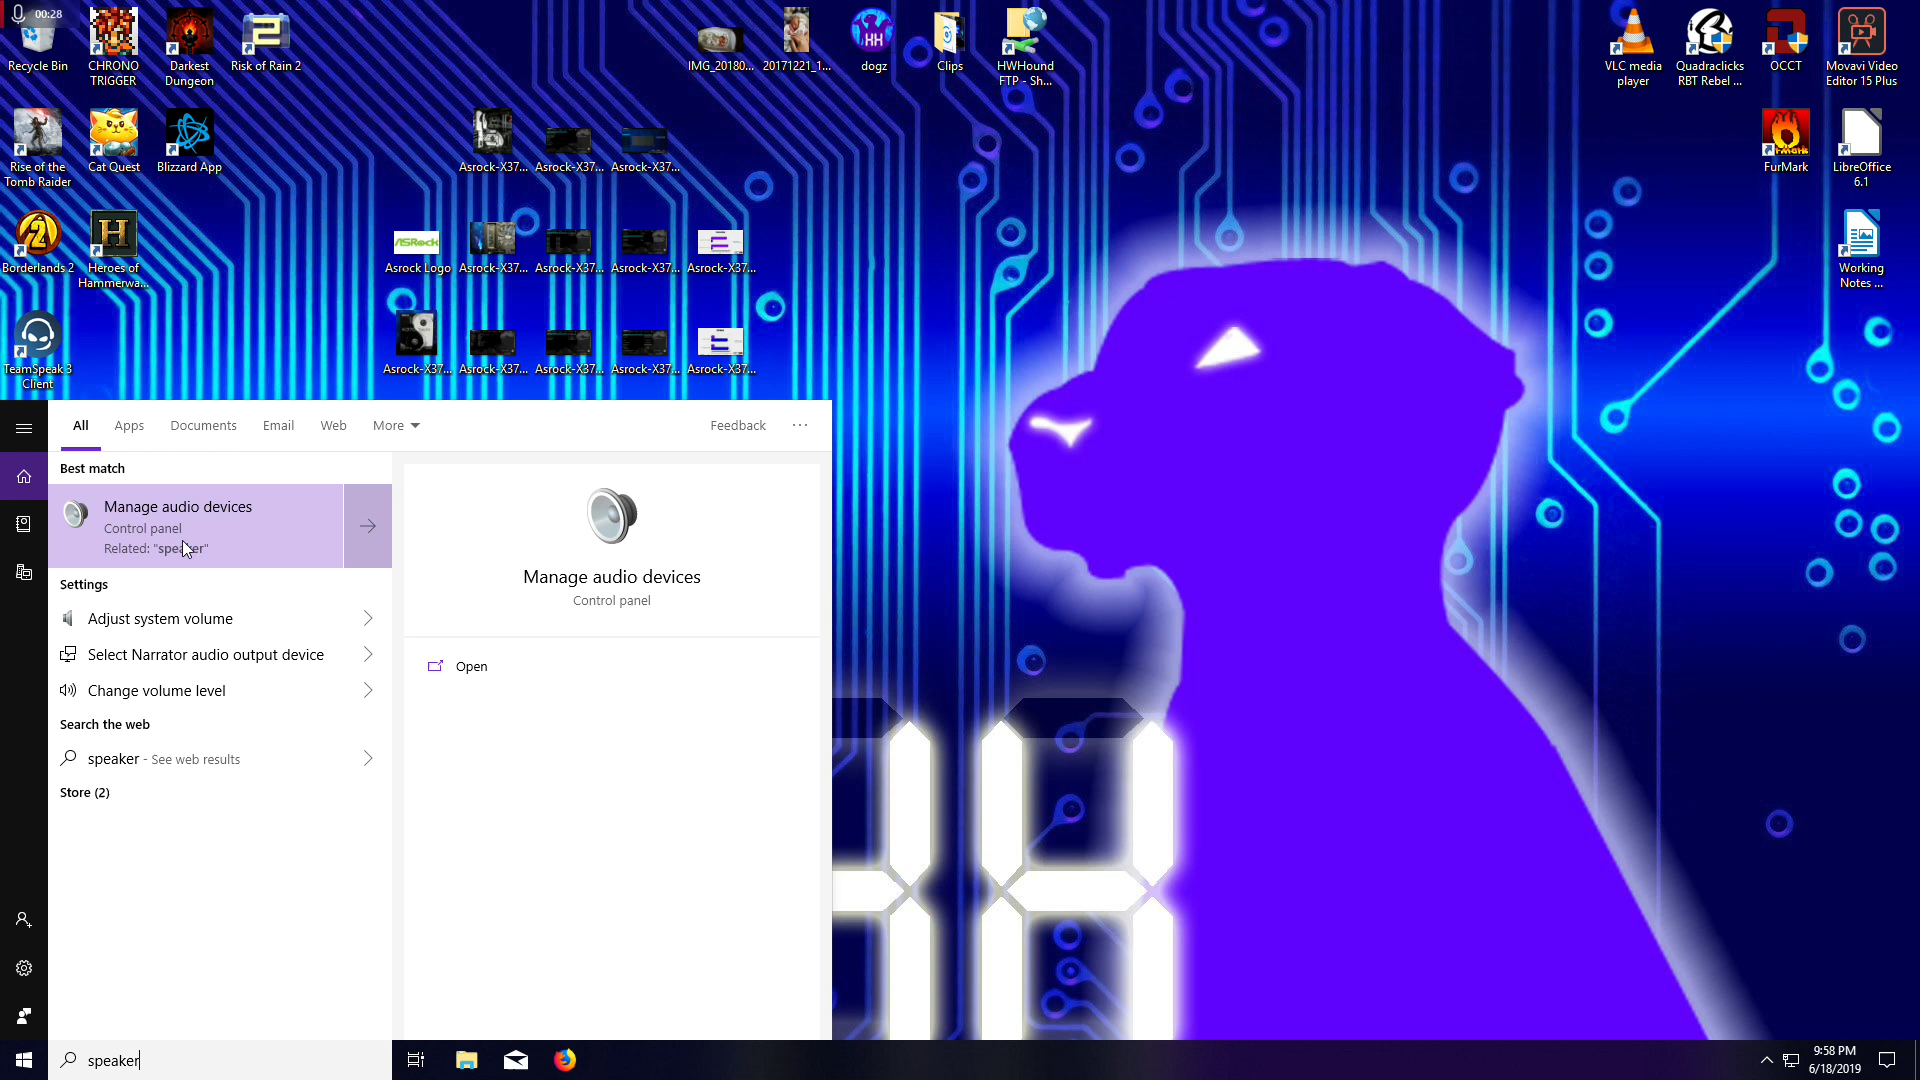 00:28
Recycle Bin
CHRONO
TRIGGER
Darkest
Dungeon
Risk of Rain 2
IMG_20180...
20171221_1...
dogz
Clips
HWHound
FTP - Sh...
VLC media
player
Quadraclicks
RBT Rebel ...
OCCT
Movavi Video
Editor 15 Plus
Rise of the
Tomb Raider
Cat Quest
Blizzard App
Asrock-X37...
Asrock-X37...
Asrock-X37...
FurMark
LibreOffice
6.1
Borderlands 2
Heroes of
Hammerwa...
ASRock
Asrock Logo
Asrock-X37...
Asrock-X37...
Asrock-X37...
Asrock-X37...
Working
Notes ...
TeamSpeak 3
Client
Asrock-X37...
Asrock-X37...
Asrock-X37...
Asrock-X37...
Asrock-X37...
All
Apps
Documents
Email
Web
More
Feedback
...
Best match
Manage audio devices
Control panel
Related: "speaker"
Settings
Adjust system volume
Select Narrator audio output device
Change volume level
Search the web
speaker - See web results
Store (2)
Manage audio devices
Control panel
Open
speaker
9:58 PM
6/18/2019